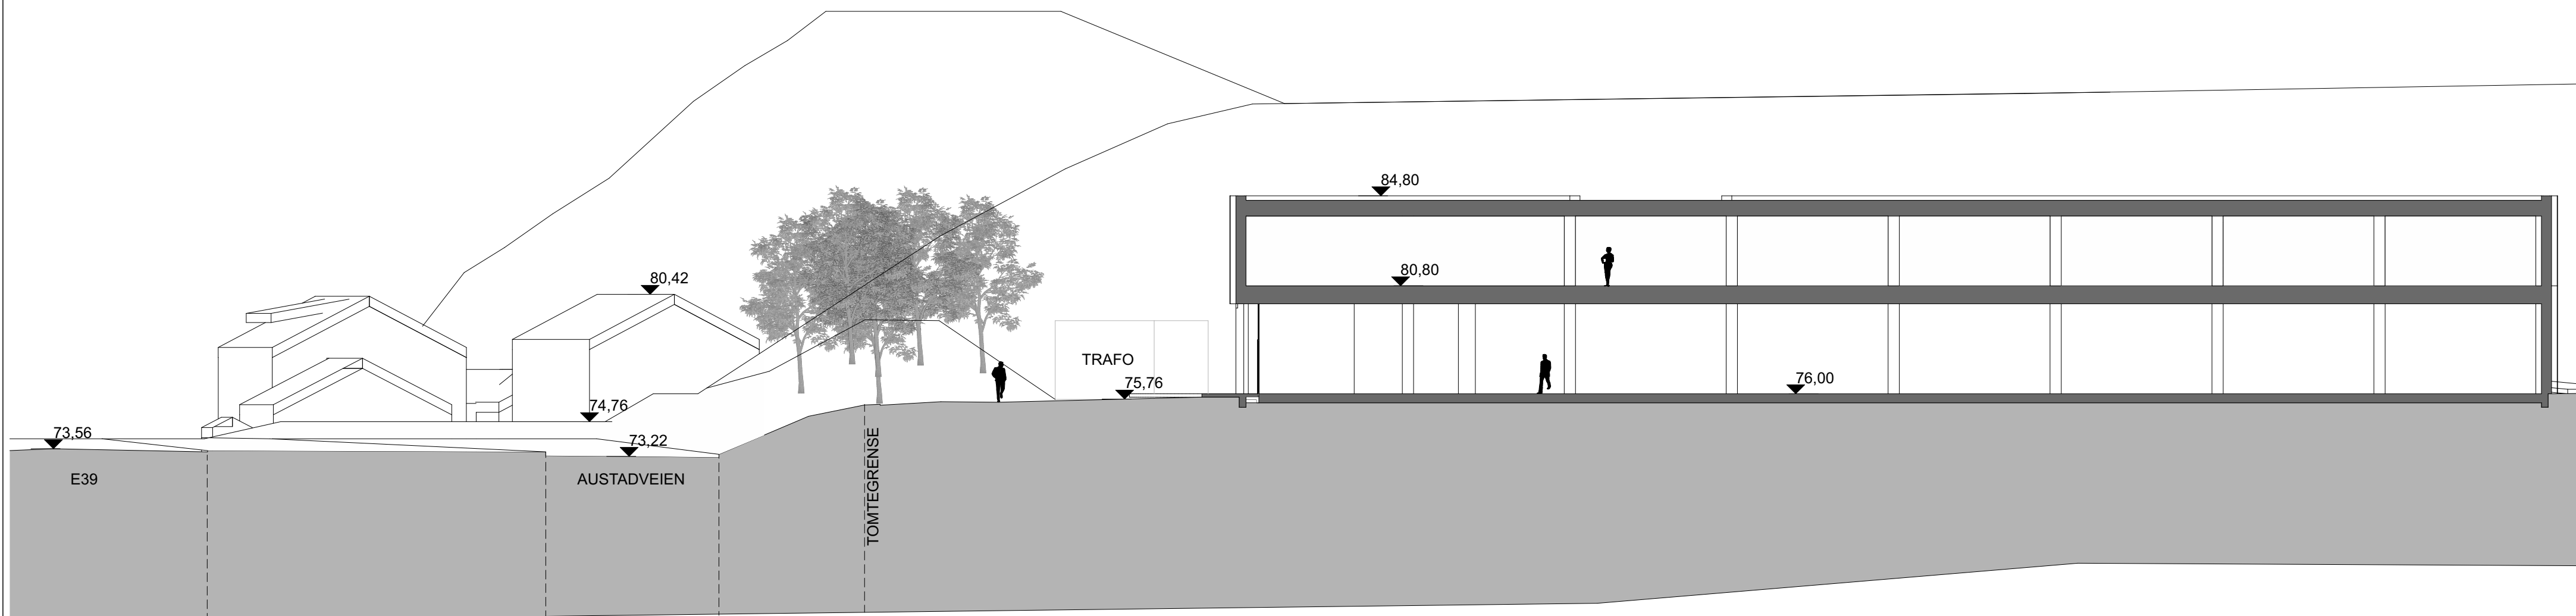 84,80
80,42
80,80
TRAFO
75,76
76,00
74,76
73,56
73,22
E39
AUSTADVEIEN
TOMTEGRENSE